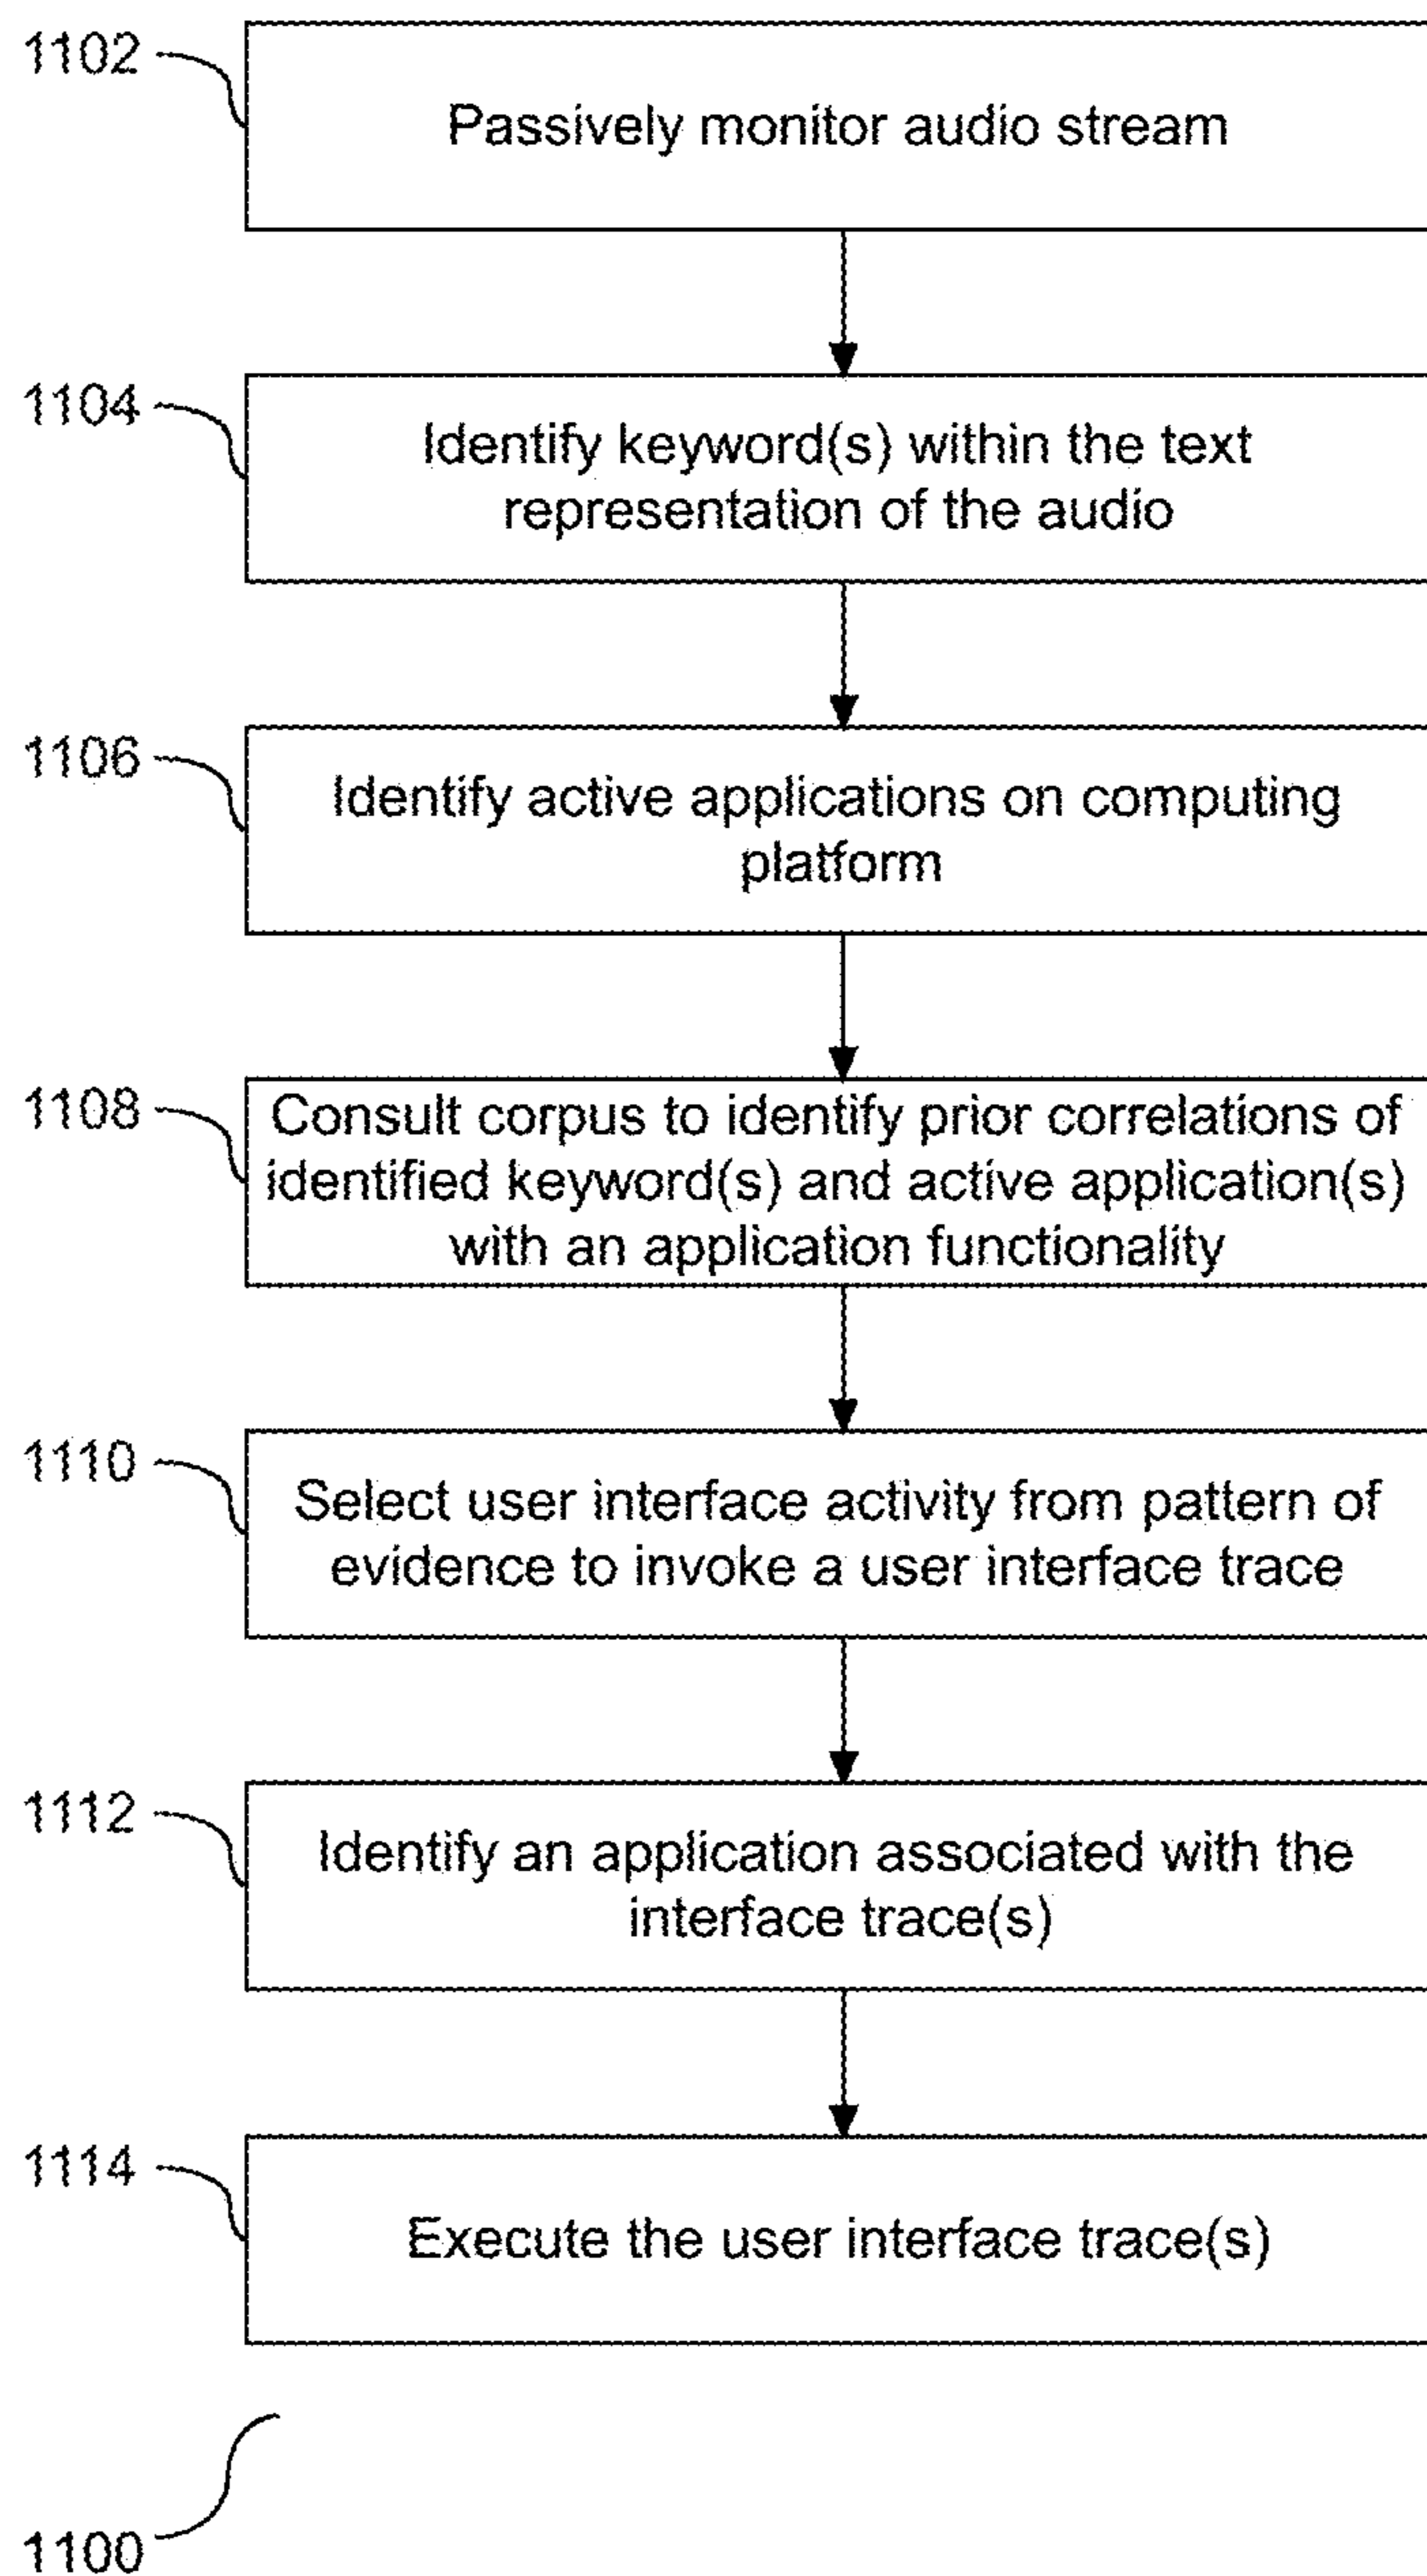 1102
Passively monitor audio stream
1104
Identify keyword(s) within the text
representation of the audio
1106
Identify active applications on computing
platform
1108
Consult corpus to identify prior correlations of
identified keyword(s) and active application(s)
with an application functionality
1110
Select user interface activity from pattern of
evidence to invoke a user interface trace
1112
Identify an application associated with the
interface trace(s)
1114
Execute the user interface trace(s)
1100